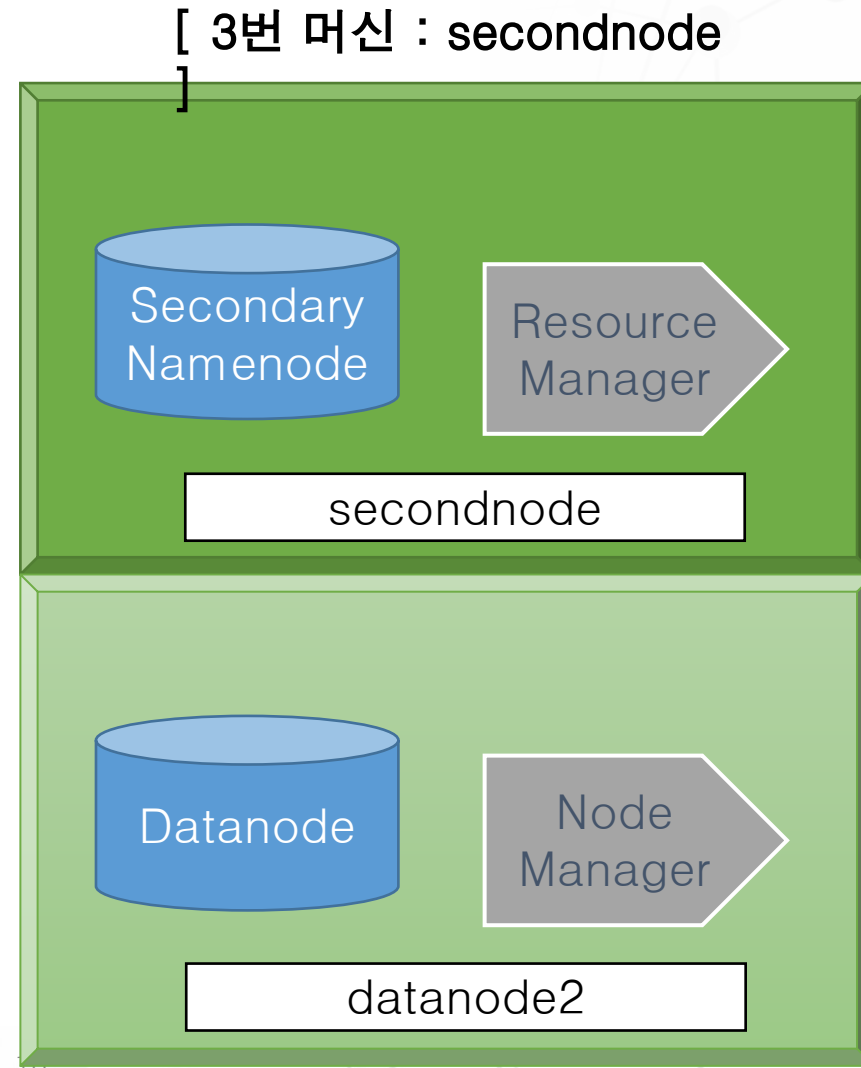 [ 3번 머신 : secondnode
]
Secondary
Namenode
Resource
Manager
secondnode
Datanode
Node
Manager
datanode2